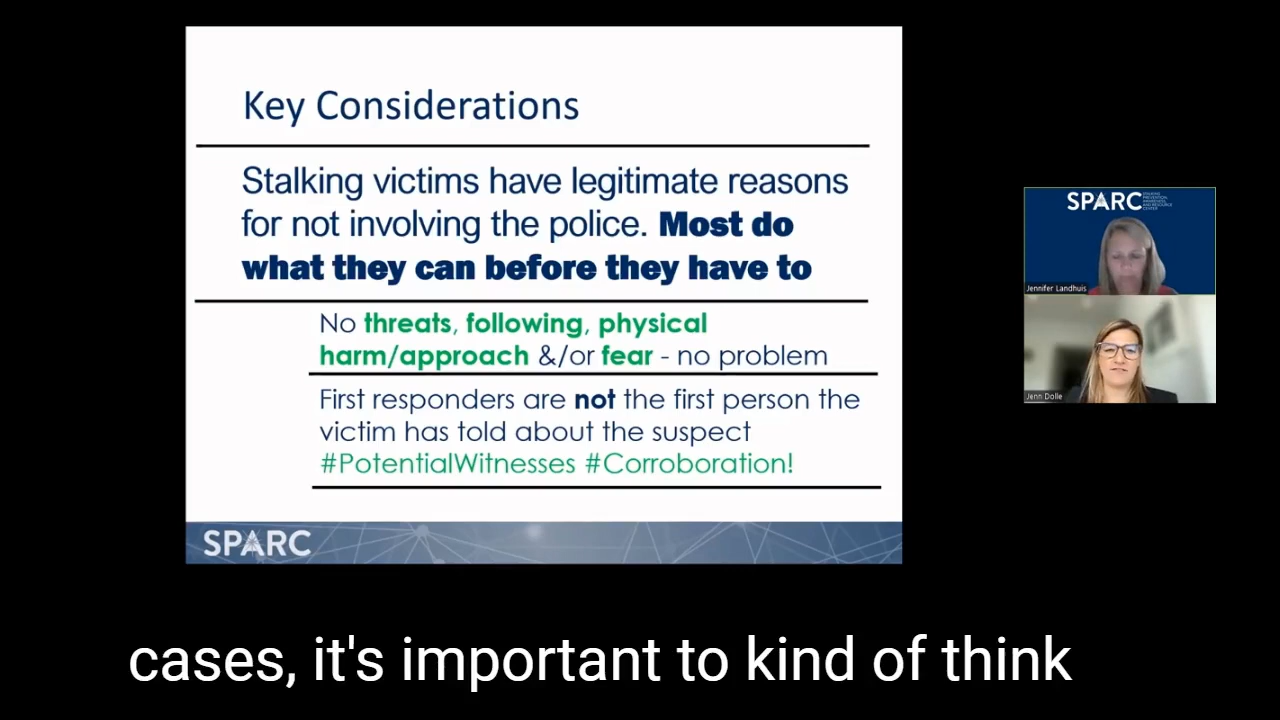 Key Considerations
Stalking victims have legitimate reasons
for not involving the police. Most do
what they can before they have to
No threats, following, physical
harm/approach &/or fear - no problem
First responders are not the first person the
victim has told about the suspect
#PotentialWitnesses #Corroboration!
SPARC
SPARC
Jennifer Landhuis
Jenn Dolle
cases, it's important to kind of think